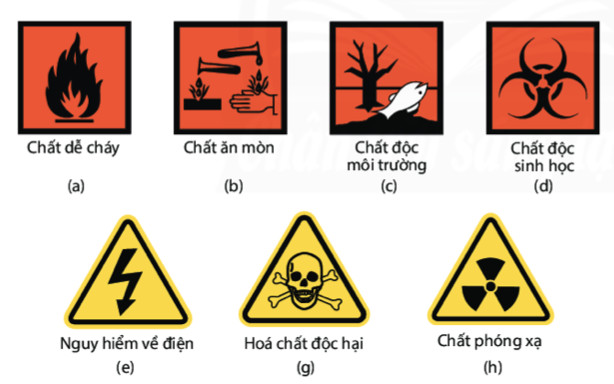 Chất dễ cháy
(a)
Chất ăn mòn
(b)
Chất độc
môi trường
(c)
Chất độc
sinh học
(d)
Nguy hiểm về điện
(e)
Hoá chất độc hại
(g)
Chất phóng xạ
(h)